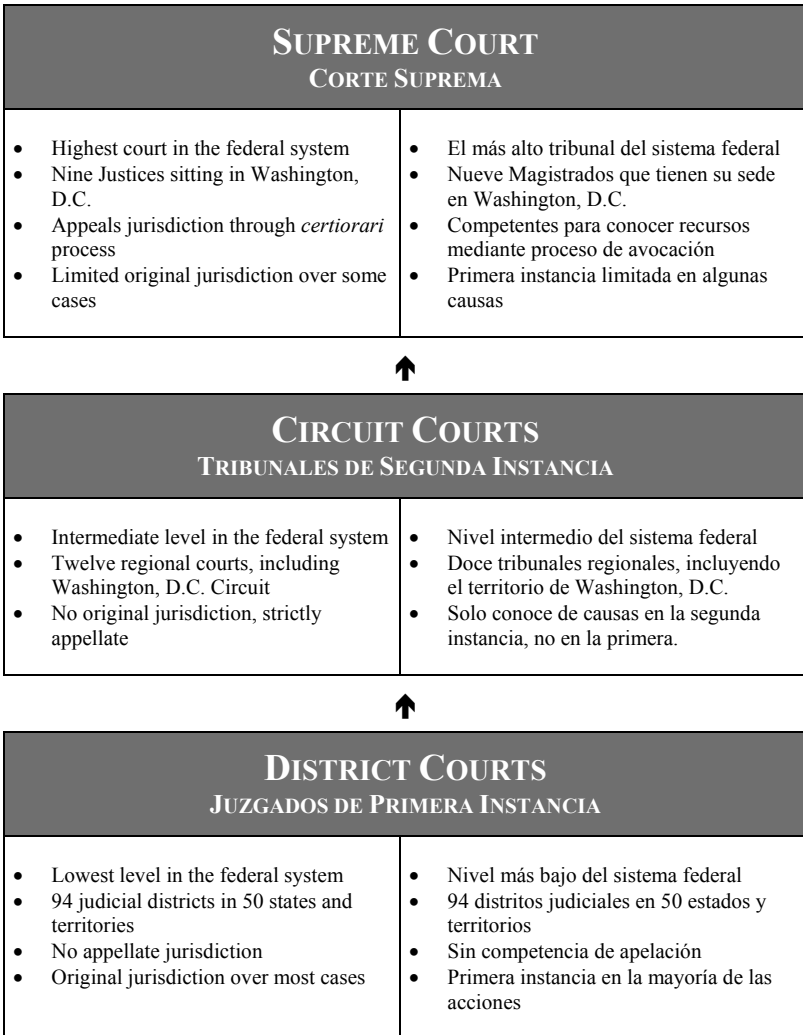 SUPREME COURT
CORTE SUPREMA
• Highest court in the federal system
• Nine Justices sitting in Washington,
D.C.
• Appeals jurisdiction through certiorari
process
• Limited original jurisdiction over some
cases
• El más alto tribunal del sistema federal
• Nueve Magistrados que tienen su sede
en Washington, D.C.
• Competentes para conocer recursos
mediante proceso de avocación
• Primera instancia limitada en algunas
causas
CIRCUIT COURTS
TRIBUNALES DE SEGUNDA INSTANCIA
• Intermediate level in the federal system
• Twelve regional courts, including
Washington, D.C. Circuit
• No original jurisdiction, strictly
appellate
• Nivel intermedio del sistema federal
• Doce tribunales regionales, incluyendo
el territorio de Washington, D.C.
• Solo conoce de causas en la segunda
instancia, no en la primera.
DISTRICT COURTS
JUZGADOS DE PRIMERA INSTANCIA
• Lowest level in the federal system
• 94 judicial districts in 50 states and
territories
• No appellate jurisdiction
• Original jurisdiction over most cases
• Nivel más bajo del sistema federal
• 94 distritos judiciales en 50 estados y
territorios
• Sin competencia de apelación
• Primera instancia en la mayoría de las
acciones